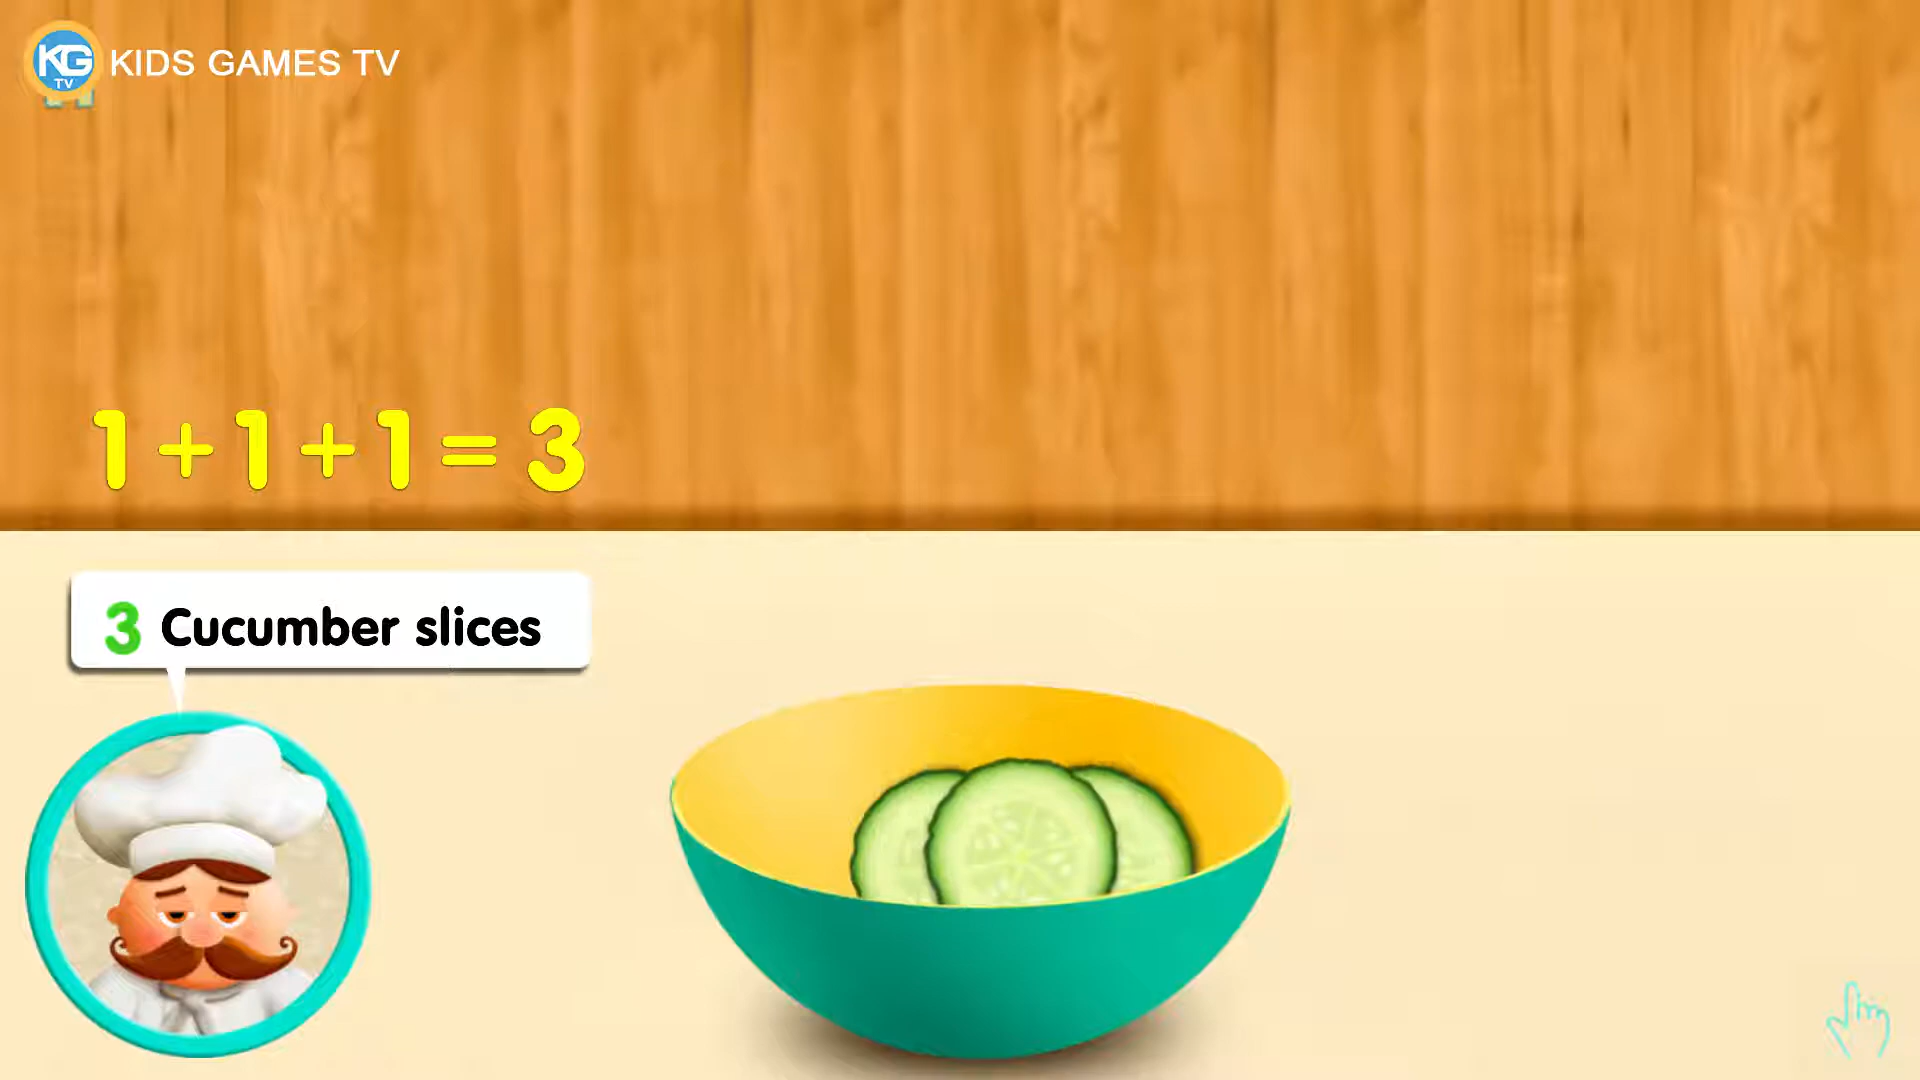 KG
TV
KIDS GAMES TV
1 + 1 + 1 = 3
3 Cucumber slices